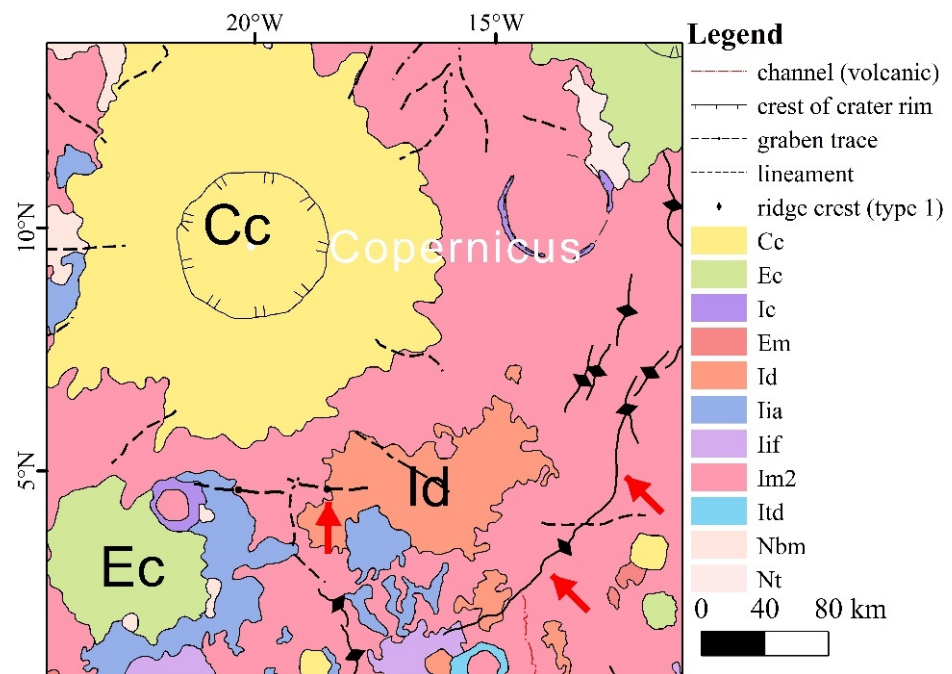 20°W 15°W
10°N
5°N
Cc
Copernicus
Id
Ec
Legend
channel (volcanic)
crest of crater rim
graben trace
lineament
ridge crest (type 1)
Cc
Ec
Ic
Em
Id
Iia
Iif
Im2
Itd
Nbm
Nt
0 40 80 km